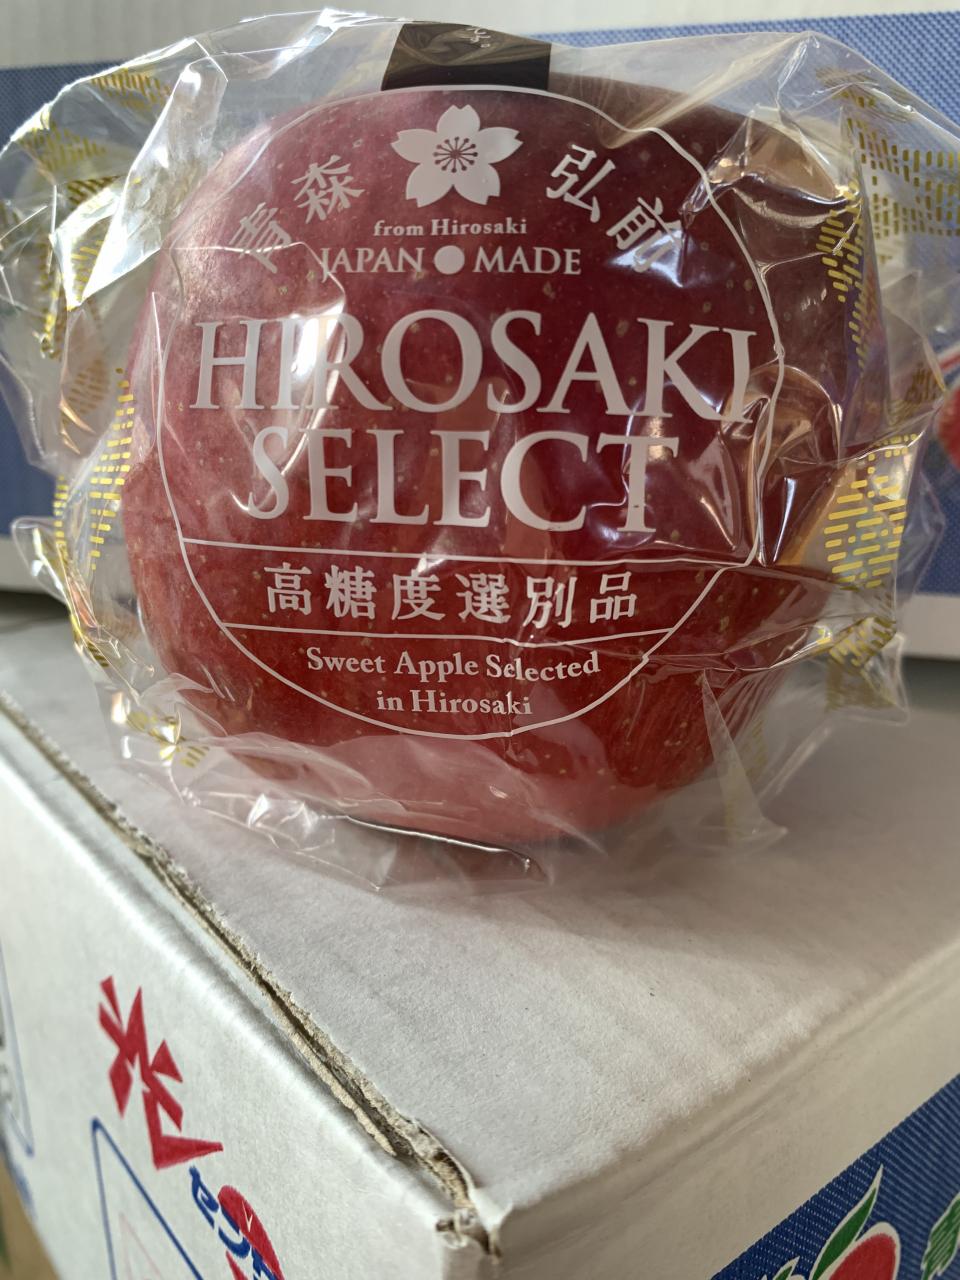 青森 弘前
from Hirosaki
JAPAN MADE
HIROSAKI
SELECT
高糖度選別品
Sweet Apple Selected
in Hirosaki